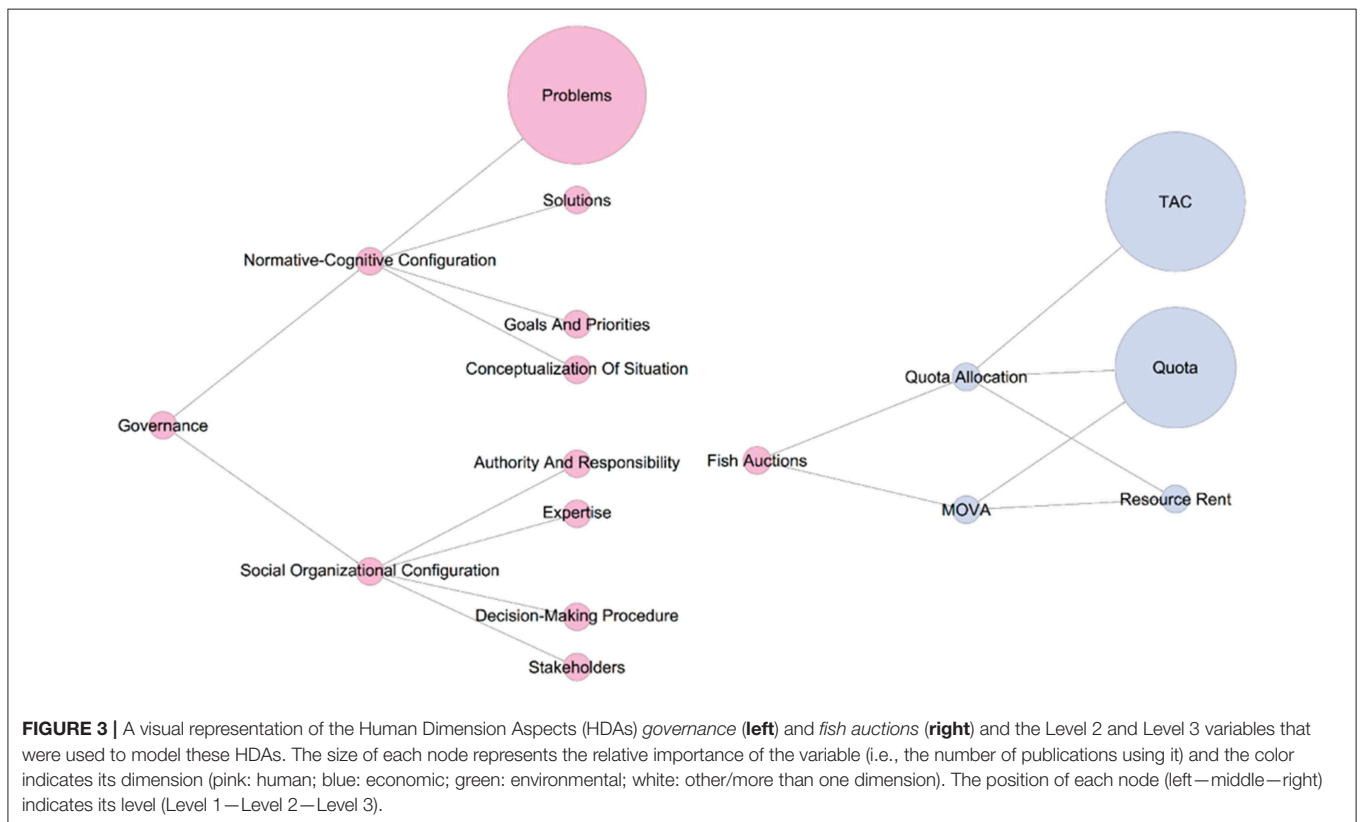 Problems
Solutions
Normative-Cognitive Configuration
Goals And Priorities
Conceptualization Of Situation
Governance
Authority And Responsibility
Expertise
Social Organizational Configuration
Decision-Making Procedure
Stakeholders
TAC
Quota Allocation
Quota
Fish Auctions
MOVA
Resource Rent
FIGURE 3 | A visual representation of the Human Dimension Aspects (HDAs) governance (left) and fish auctions (right) and the Level 2 and Level 3 variables that
were used to model these HDAs. The size of each node represents the relative importance of the variable (i.e., the number of publications using it) and the color
indicates its dimension (pink: human; blue: economic; green: environmental; white: other/more than one dimension). The position of each node (left—middle—right)
indicates its level (Level 1—Level 2—Level 3).